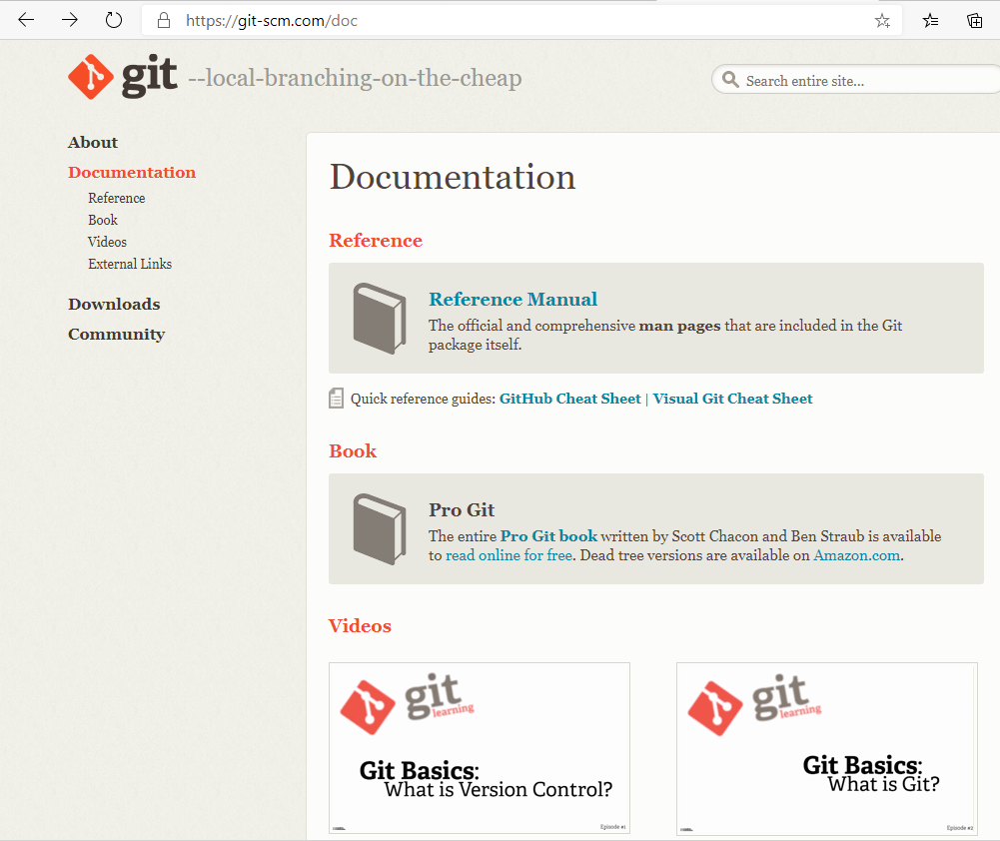 https://git-scm.com/doc
git --local-branching-on-the-cheap
Search entire site...
About
Documentation
Reference
Book
Videos
External Links
Downloads
Community
Documentation
Reference
Reference Manual
The official and comprehensive man pages that are included in the Git
package itself.
Quick reference guides: GitHub Cheat Sheet | Visual Git Cheat Sheet
Book
Pro Git
The entire Pro Git book written by Scott Chacon and Ben Straub is available
to read online for free. Dead tree versions are available on Amazon.com.
Videos
git
learning
Git Basics:
What is Version Control?
Episode #1
git
learning
Git Basics:
What is Git?
Episode #2